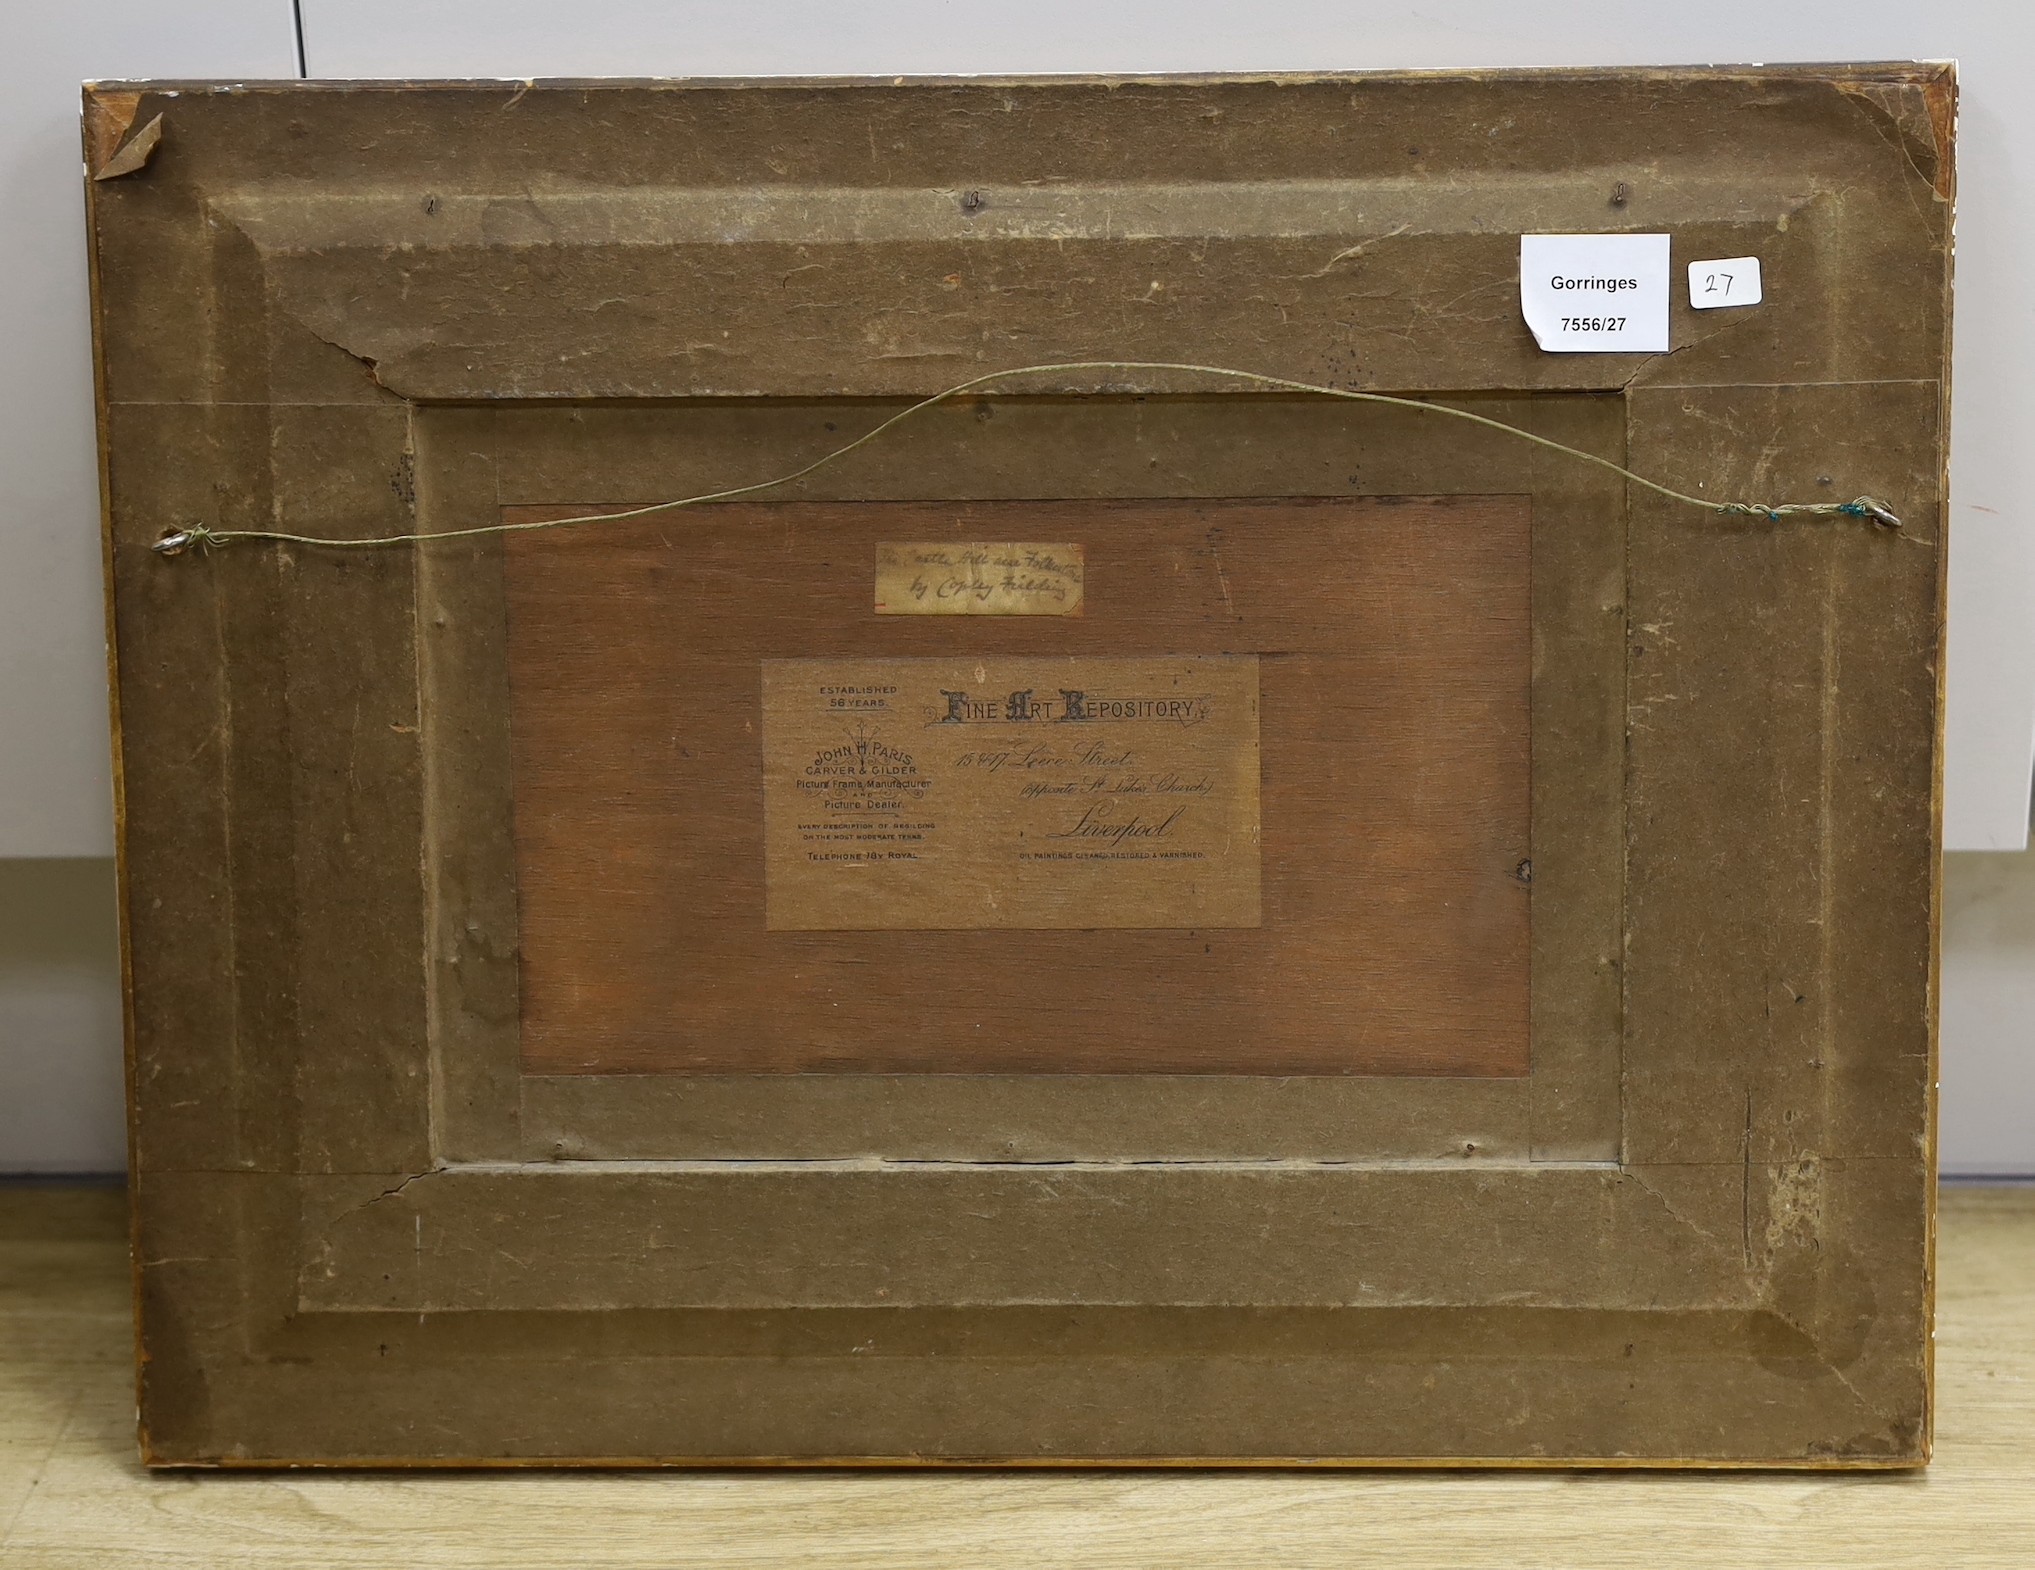 Gorringes
7556/27
27
The Castle Hill near Folkestone
by Copley Fielding
ESTABLISHED
56 YEARS.
JOHN H. PARIS
CARVER & GILDER
Picture Frame Manufacturer
AND
Picture Dealer.
EVERY DESCRIPTION OF REGILDING
ON THE MOST MODERATE TERMS.
TELEPHONE ROYAL.
FINE ART REPOSITORY,
15 & 17, Leece Street,
(opposite St. Luke's Church)
Liverpool.
OIL PAINTINGS CLEANED, RESTORED & VARNISHED.